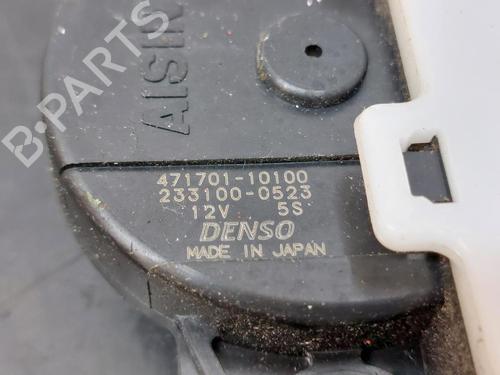 B-PARTS
AISIN
471701-10100
233100-0523
12V 5S
DENSO
MADE IN JAPAN